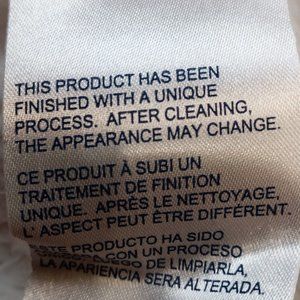 THIS PRODUCT HAS BEEN
FINISHED WITH A UNIQUE
PROCESS. AFTER CLEANING,
THE APPEARANCE MAY CHANGE.
CE PRODUIT À SUBI UN
TRAITEMENT DE FINITION
UNIQUE. APRÈS LE NETTOYAGE,
L' ASPECT PEUT ÊTRE DIFFÉRENT.
ESTE PRODUCTO HA SIDO
CON UN PROCESO
DE LIMPIARLA,
LA APARIENCIA SERA ALTERADA.